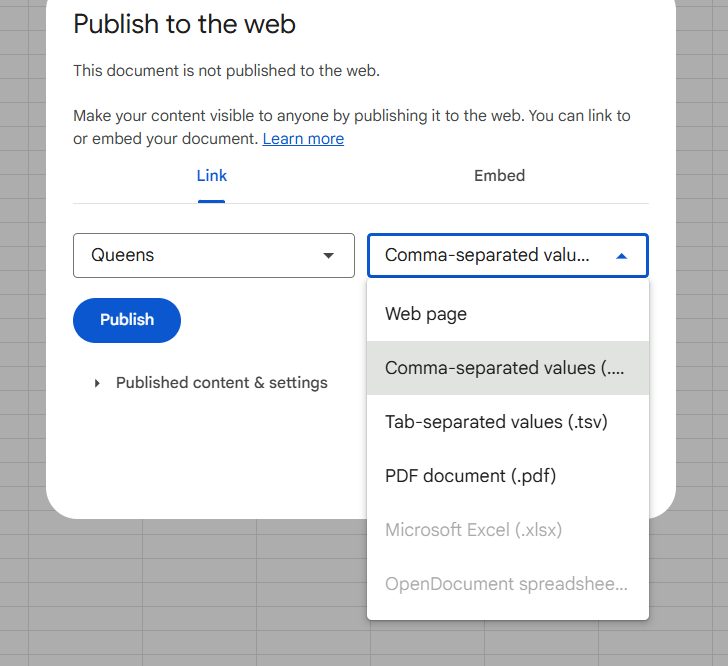 Publish to the web
This document is not published to the web.
Make your content visible to anyone by publishing it to the web. You can link to
or embed your document. Learn more
Link
Embed
Queens
Comma-separated valu...
Publish
Web page
Comma-separated values (....
Published content & settings
Tab-separated values (.tsv)
PDF document (.pdf)
Microsoft Excel (.xlsx)
OpenDocument spreadshee...